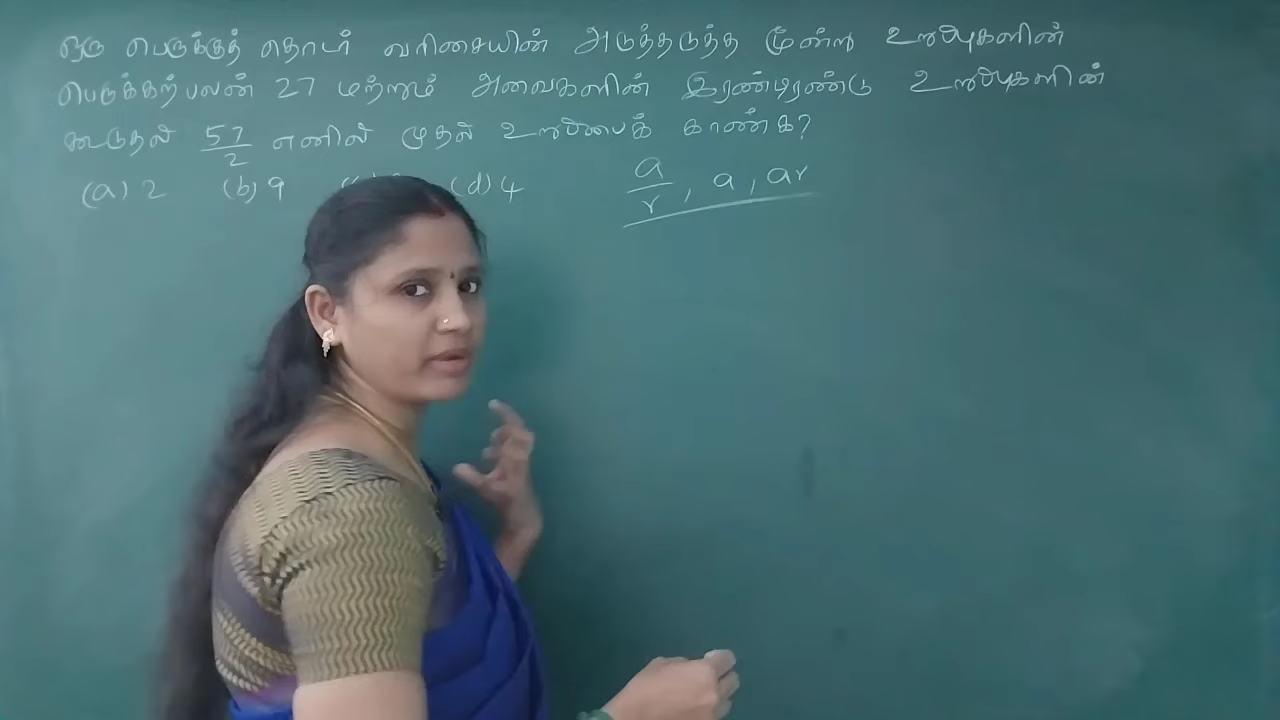 ஒரு பெருக்குத் தொடர் வரிசையின் அடுத்தடுத்த மூன்று உறுப்புகளின்
பெருக்கற்பலன் 27 மற்றும் அவைகளின் இரண்டிரண்டு உறுப்புகளின்
கூடுதல் 57/2 எனில் முதல் உறுப்பைக் காண்க?
(a) 2 (b) 9 (d) 4 a/r , a , ar